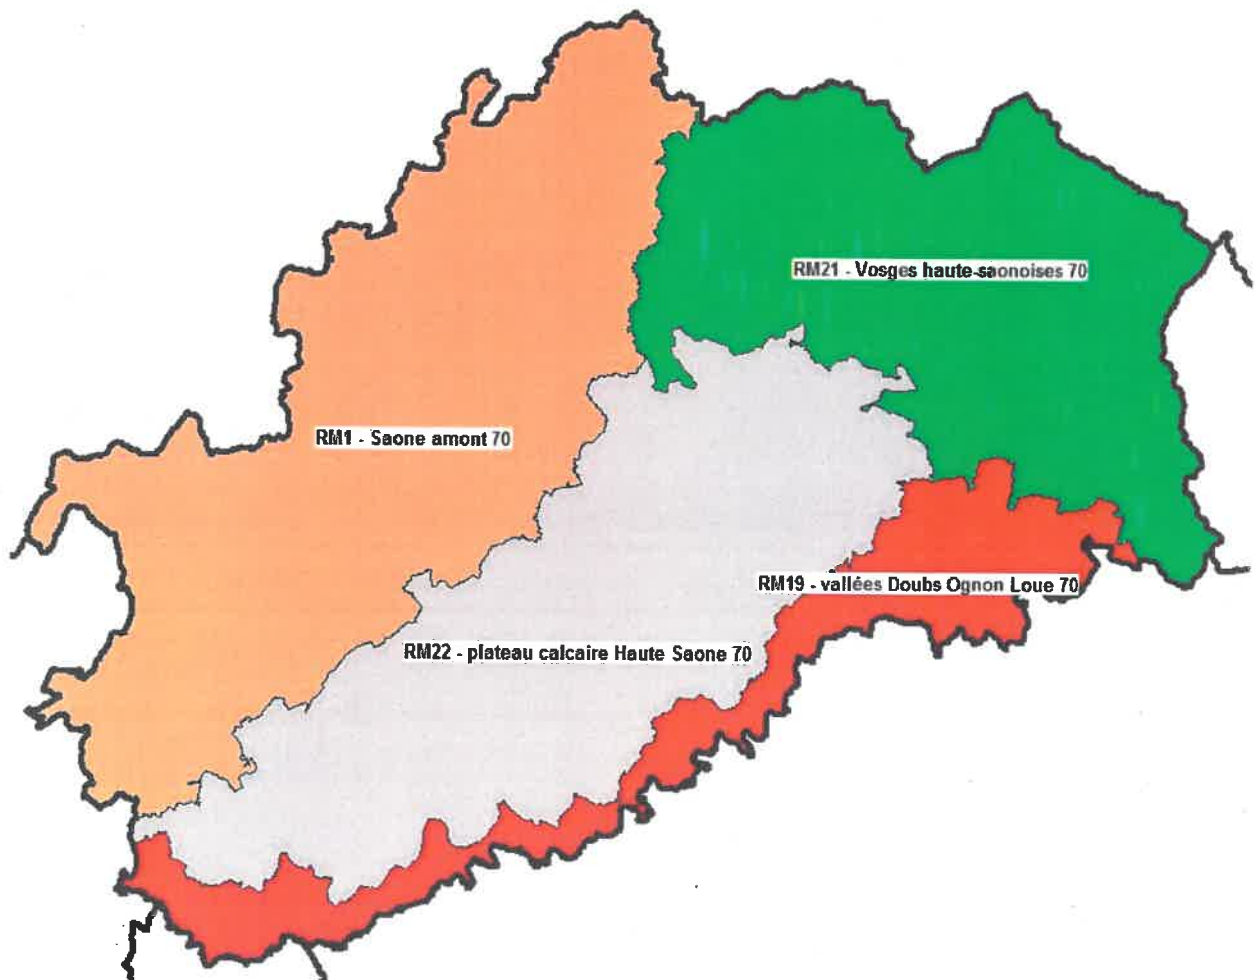 RM21 - Vosges haute-saonoises 70
RM1 - Saone amont 70
RM19 - vallées Doubs Ognon Loue 70
RM22 - plateau calcaire Haute Saone 70